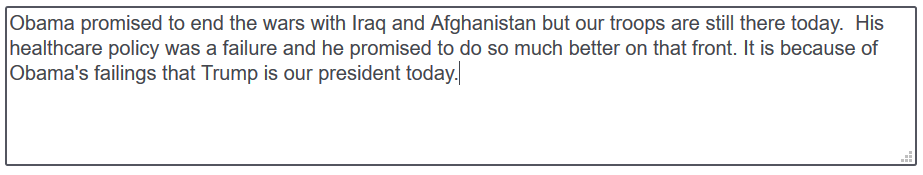 Obama promised to end the wars with Iraq and Afghanistan but our troops are still there today.  His
healthcare policy was a failure and he promised to do so much better on that front. It is because of
Obama's failings that Trump is our president today.